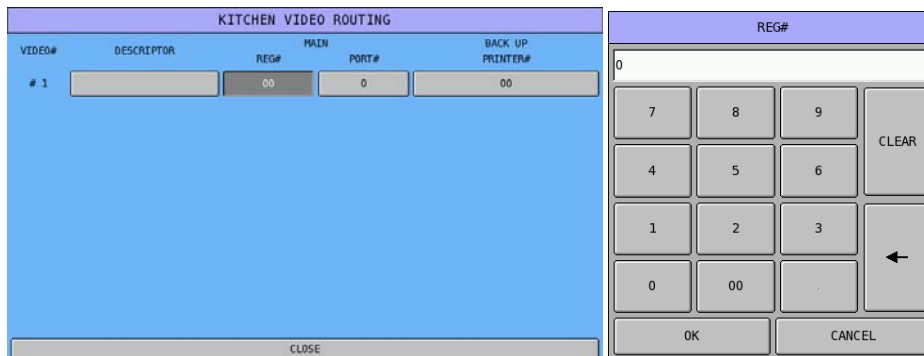 KITCHEN VIDEO ROUTING
VIDEO# DESCRIPTOR MAIN BACK UP
REG# PORT# PRINTER#
# 1 00 0 00
CLOSE
REG#
0
7 8 9 CLEAR
4 5 6
1 2 3
0 00 .
OK CANCEL